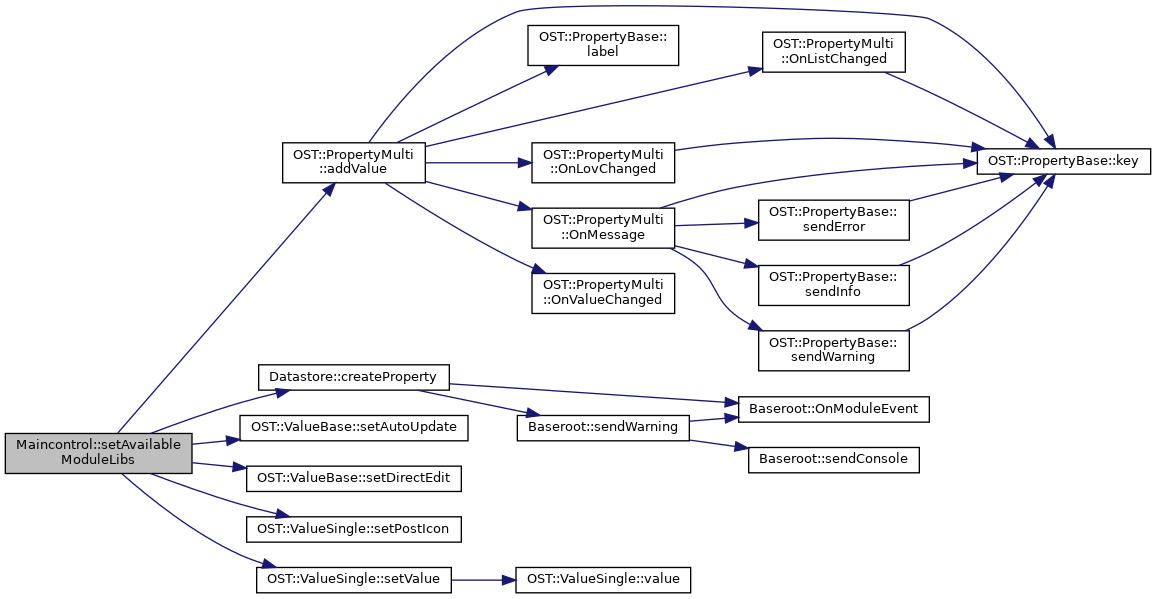 Maincontrol::setAvailable
ModuleLibs
OST::PropertyMulti
::addValue
OST::PropertyBase::
label
OST::PropertyMulti
::OnListChanged
OST::PropertyMulti
::OnLovChanged
OST::PropertyBase::key
OST::PropertyMulti
::OnMessage
OST::PropertyBase::
sendError
OST::PropertyBase::
sendInfo
OST::PropertyBase::
sendWarning
OST::PropertyMulti
::OnValueChanged
Datastore::createProperty
Baseroot::OnModuleEvent
Baseroot::sendWarning
Baseroot::sendConsole
OST::ValueBase::setAutoUpdate
OST::ValueBase::setDirectEdit
OST::ValueSingle::setPostIcon
OST::ValueSingle::setValue
OST::ValueSingle::value